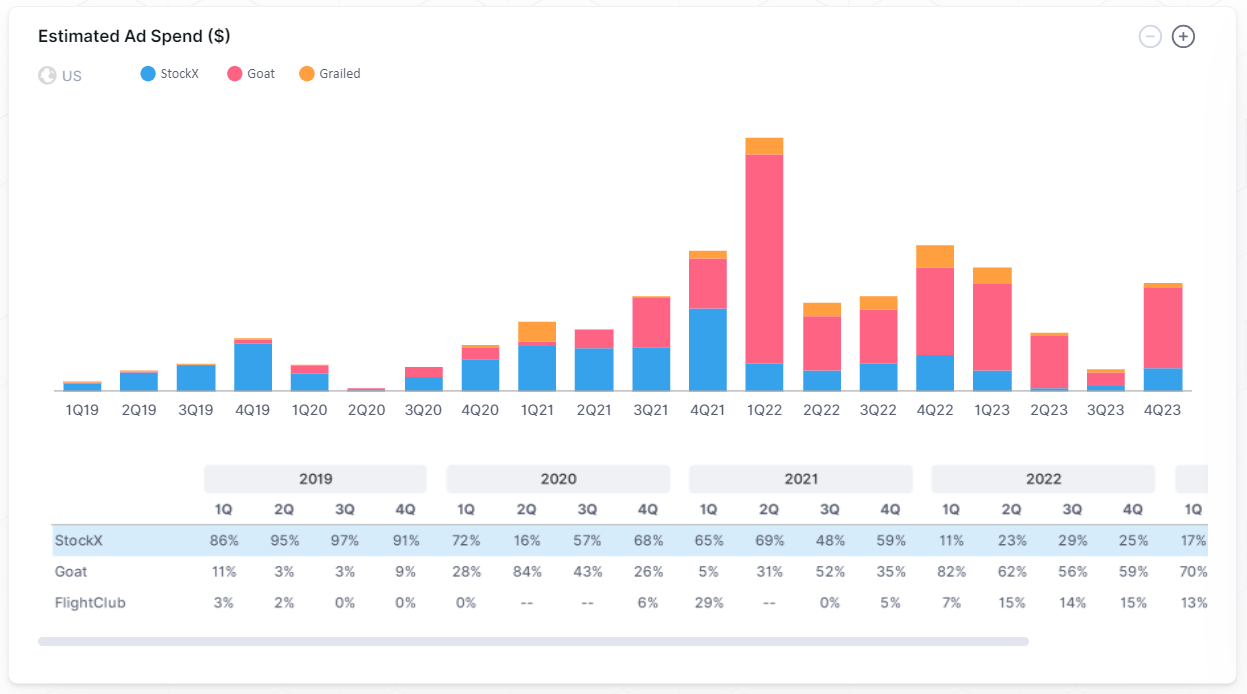 Estimated Ad Spend ($)
US StockX Goat Grailed
1Q19 2Q19 3Q19 4Q19 1Q20 2Q20 3Q20 4Q20 1Q21 2Q21 3Q21 4Q21 1Q22 2Q22 3Q22 4Q22 1Q23 2Q23 3Q23 4Q23
2019 2020 2021 2022
1Q 2Q 3Q 4Q 1Q 2Q 3Q 4Q 1Q 2Q 3Q 4Q 1Q 2Q 3Q 4Q 1Q
StockX 86% 95% 97% 91% 72% 16% 57% 68% 65% 69% 48% 59% 11% 23% 29% 25% 17%
Goat 11% 3% 3% 9% 28% 84% 43% 26% 5% 31% 52% 35% 82% 62% 56% 59% 70%
FlightClub 3% 2% 0% 0% 0% -- -- 6% 29% -- 0% 5% 7% 15% 14% 15% 13%